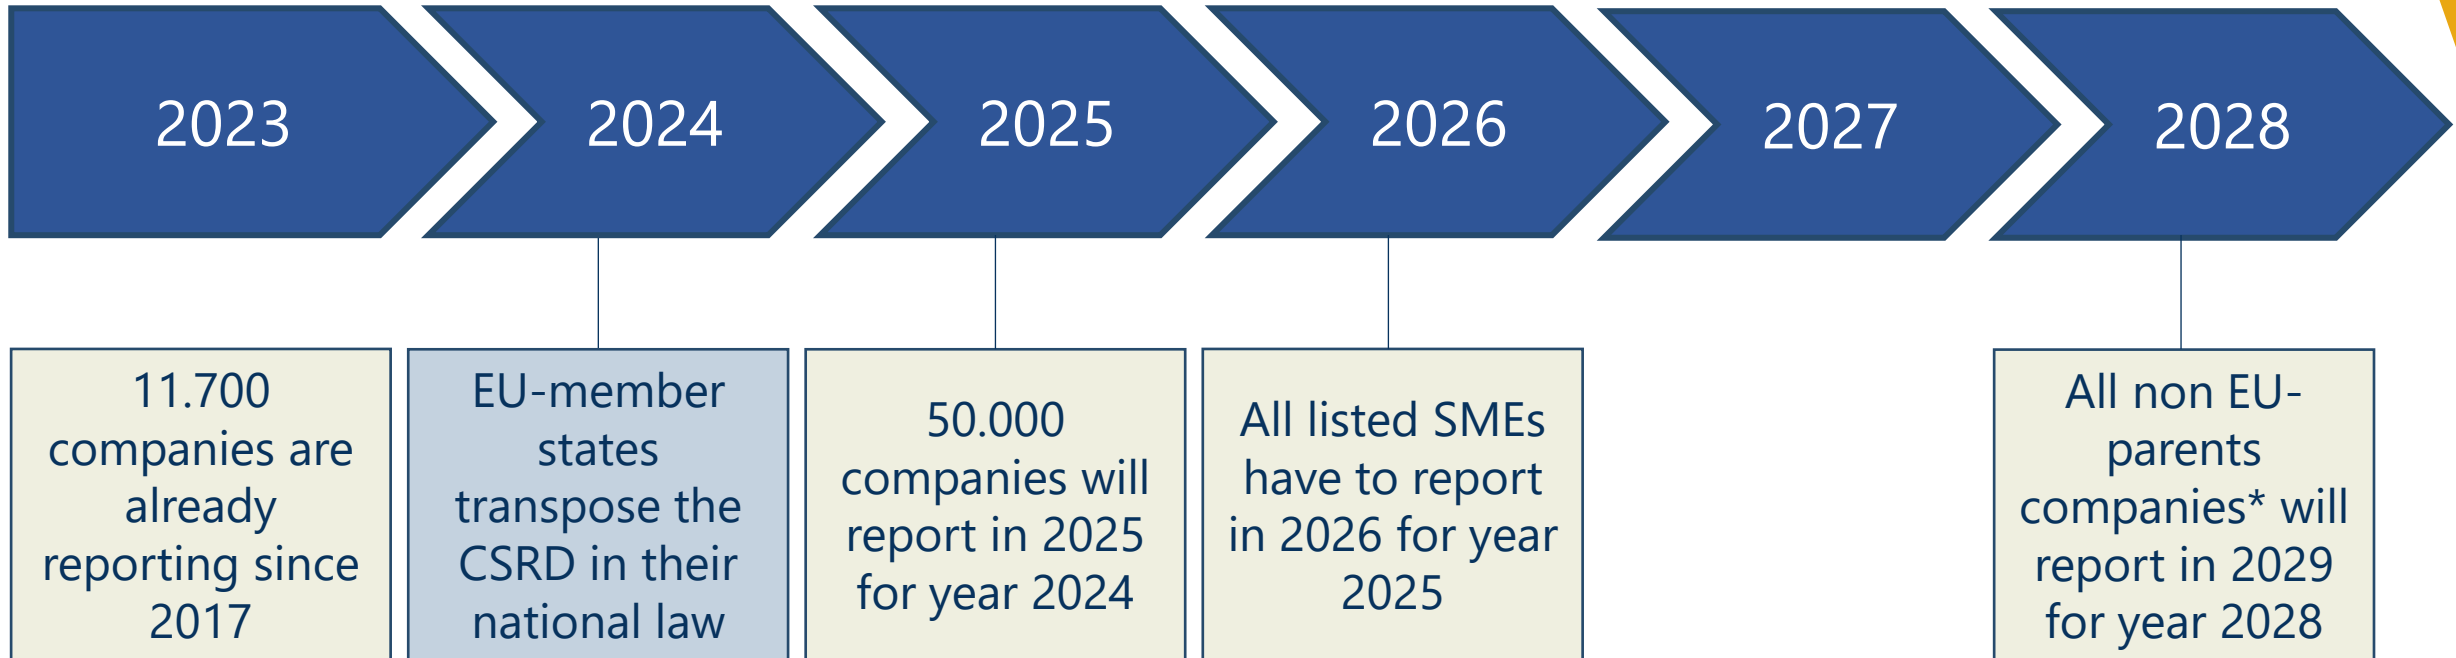 2023
2024
2025
2026
2027
2028
11.700
companies are
already
reporting since
2017
EU-member
states
transpose the
CSRD in their
national law
50.000
companies will
report in 2025
for year 2024
All listed SMEs
have to report
in 2026 for year
2025
All non EU-
parents
companies* will
report in 2029
for year 2028